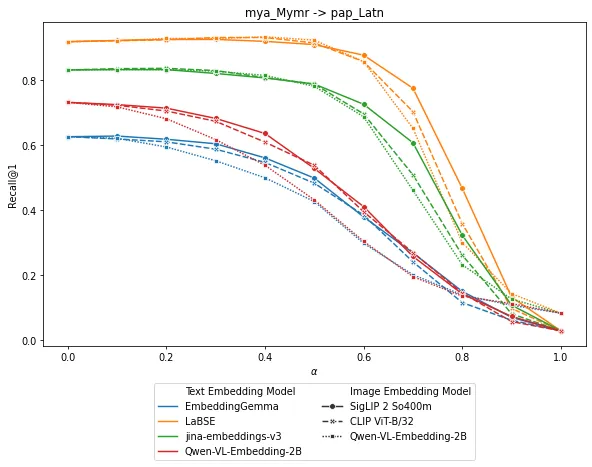 mya_Mymr -> pap_Latn
Recall@1
0.8
0.6
0.4
0.2
0.0
0.0 0.2 0.4 0.6 0.8 1.0
α
Text Embedding Model
EmbeddingGemma
LaBSE
jina-embeddings-v3
Qwen-VL-Embedding-2B
Image Embedding Model
SigLIP 2 So400m
CLIP ViT-B/32
Qwen-VL-Embedding-2B